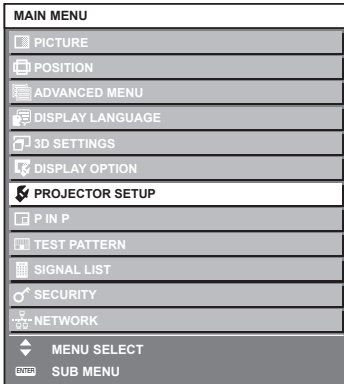 MAIN MENU
PICTURE
POSITION
ADVANCED MENU
DISPLAY LANGUAGE
3D SETTINGS
DISPLAY OPTION
PROJECTOR SETUP
P IN P
TEST PATTERN
SIGNAL LIST
SECURITY
NETWORK
MENU SELECT
ENTER SUB MENU